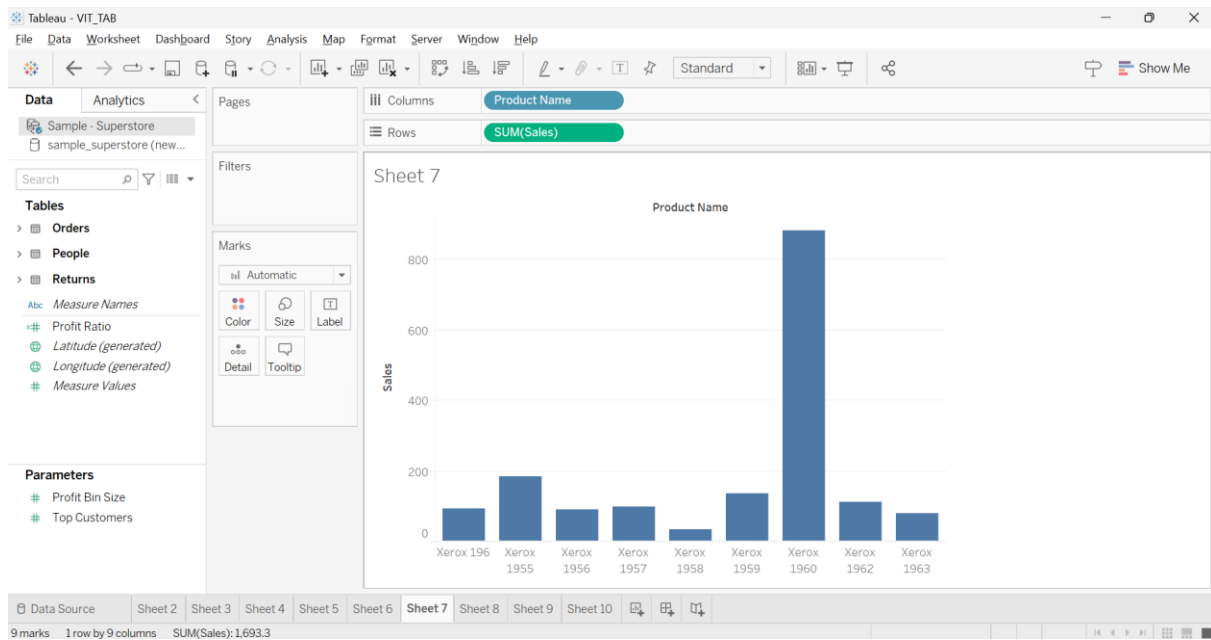 Tableau - VIT_TAB
File Data Worksheet Dashboard Story Analysis Map Format Server Window Help
Standard
Show Me
Data Analytics
Sample - Superstore
sample_superstore (new...
Search
Tables
Orders
People
Returns
Abc Measure Names
=# Profit Ratio
Latitude (generated)
Longitude (generated)
# Measure Values
Parameters
# Profit Bin Size
# Top Customers
Pages
Filters
Marks
Automatic
Color Size Label
Detail Tooltip
Columns Product Name
Rows SUM(Sales)
Sheet 7
Product Name
Sales
800
600
400
200
0
Xerox 196 Xerox Xerox Xerox Xerox Xerox Xerox Xerox Xerox
1955 1956 1957 1958 1959 1960 1962 1963
Data Source Sheet 2 Sheet 3 Sheet 4 Sheet 5 Sheet 6 Sheet 7 Sheet 8 Sheet 9 Sheet 10
9 marks 1 row by 9 columns SUM(Sales): 1,693.3